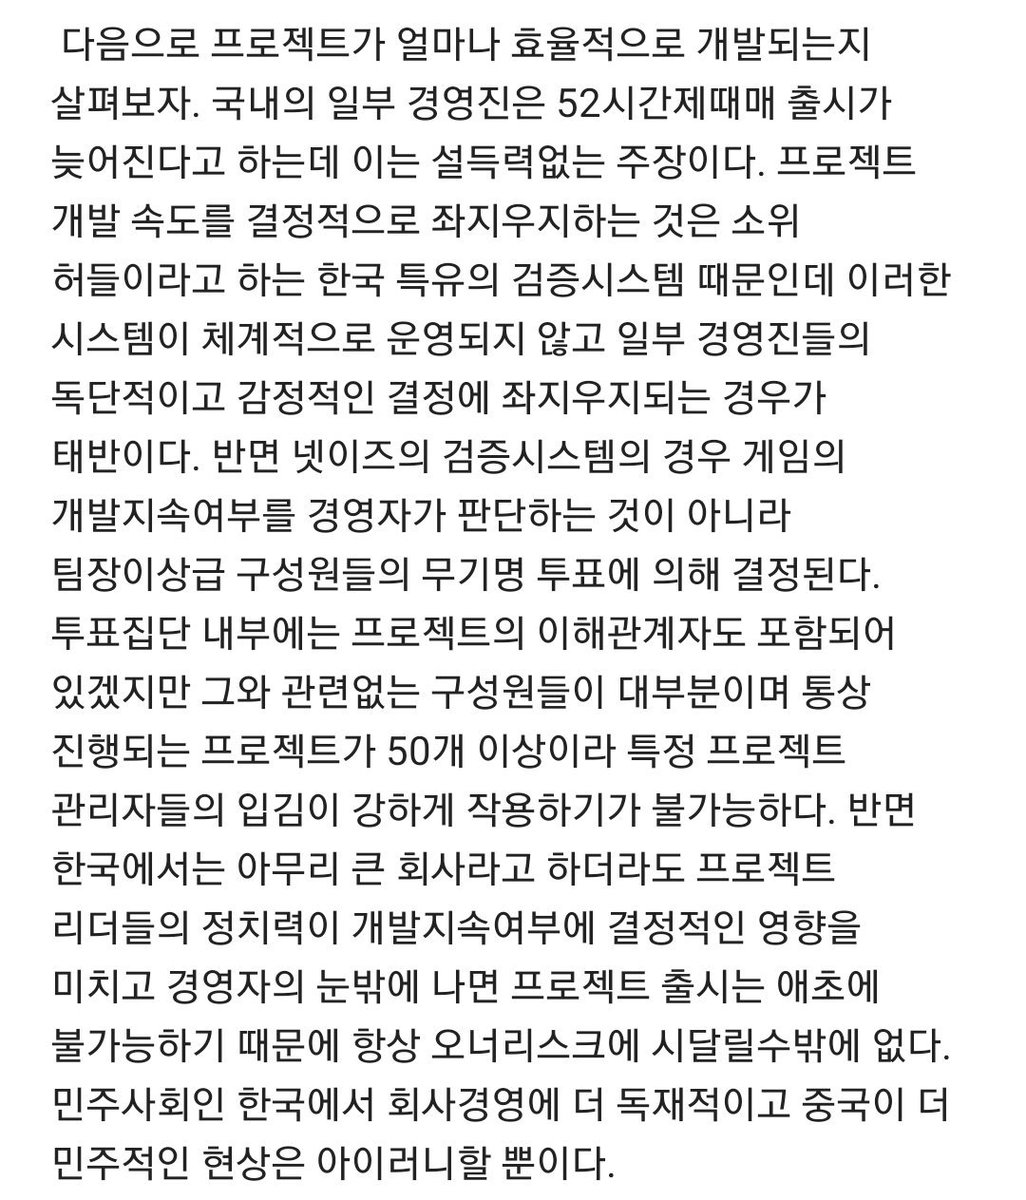 다음으로 프로젝트가 얼마나 효율적으로 개발되는지
살펴보자. 국내의 일부 경영진은 52시간제때매 출시가
늦어진다고 하는데 이는 설득력없는 주장이다. 프로젝트
개발 속도를 결정적으로 좌지우지하는 것은 소위
허들이라고 하는 한국 특유의 검증시스템 때문인데 이러한
시스템이 체계적으로 운영되지 않고 일부 경영진들의
독단적이고 감정적인 결정에 좌지우지되는 경우가
태반이다. 반면 넷이즈의 검증시스템의 경우 게임의
개발지속여부를 경영자가 판단하는 것이 아니라
팀장이상급 구성원들의 무기명 투표에 의해 결정된다.
투표집단 내부에는 프로젝트의 이해관계자도 포함되어
있겠지만 그와 관련없는 구성원들이 대부분이며 통상
진행되는 프로젝트가 50개 이상이라 특정 프로젝트
관리자들의 입김이 강하게 작용하기가 불가능하다. 반면
한국에서는 아무리 큰 회사라고 하더라도 프로젝트
리더들의 정치력이 개발지속여부에 결정적인 영향을
미치고 경영자의 눈밖에 나면 프로젝트 출시는 애초에
불가능하기 때문에 항상 오너리스크에 시달릴수밖에 없다.
민주사회인 한국에서 회사경영에 더 독재적이고 중국이 더
민주적인 현상은 아이러니할 뿐이다.